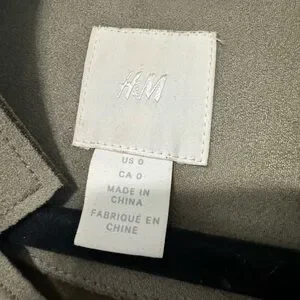 H&M
US 0
CA 0
MADE IN
CHINA
FABRIQUÉ EN
CHINE